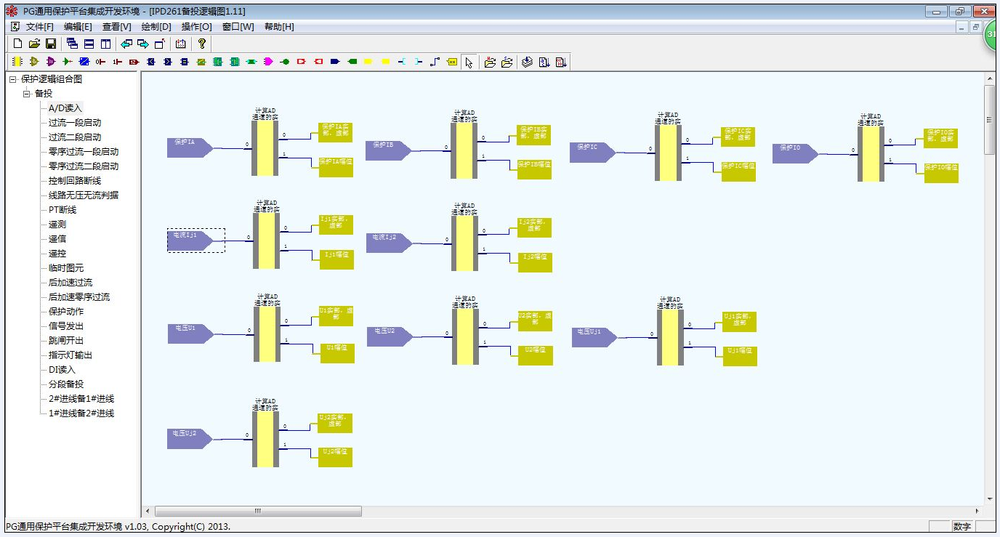 PG通用保护平台集成开发环境 - [IPD261备投逻辑图1.11]
31
文件[F] 编辑[E] 查看[V] 绘制[D] 操作[O] 窗口[W] 帮助[H]
保护逻辑组合图
备投
A/D读入
过流一段启动
过流二段启动
零序过流一段启动
零序过流二段启动
控制回路断线
线路无压无流判据
PT断线
遥测
遥信
遥控
临时图元
后加速过流
后加速零序过流
保护动作
信号发出
跳闸开出
指示灯输出
DI读入
分段备投
2#进线备1#进线
1#进线备2#进线
保护IA
0
计算AD
通道的实
0
1
保护IA实
部, 虚部
保护IA幅值
保护IB
0
计算AD
通道的实
0
1
保护IB实
部, 虚部
保护IB幅值
保护IC
0
计算AD
通道的实
0
1
保护IC实
部, 虚部
保护IC幅值
保护I0
0
计算AD
通道的实
0
1
保护I0实
部, 虚部
保护I0幅值
电流Ij1
0
计算AD
通道的实
0
1
Ij1实部,
虚部
Ij1幅值
电流Ij2
0
计算AD
通道的实
0
1
Ij2实部,
虚部
Ij2幅值
电压U1
0
计算AD
通道的实
0
1
U1实部, 虚
部
U1幅值
电压U2
0
计算AD
通道的实
0
1
U2实部, 虚
部
U2幅值
电压Uj1
0
计算AD
通道的实
0
1
Uj1实部,
虚部
Uj1幅值
电压Uj2
0
计算AD
通道的实
0
1
Uj2实部,
虚部
Uj2幅值
PG通用保护平台集成开发环境 v1.03, Copyright(C) 2013.
数字